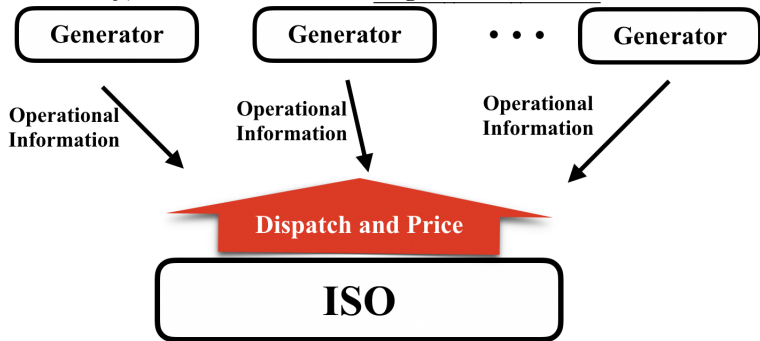 Generator
Generator
• • •
Generator
Operational
Information
Operational
Information
Operational
Information
Dispatch and Price
ISO